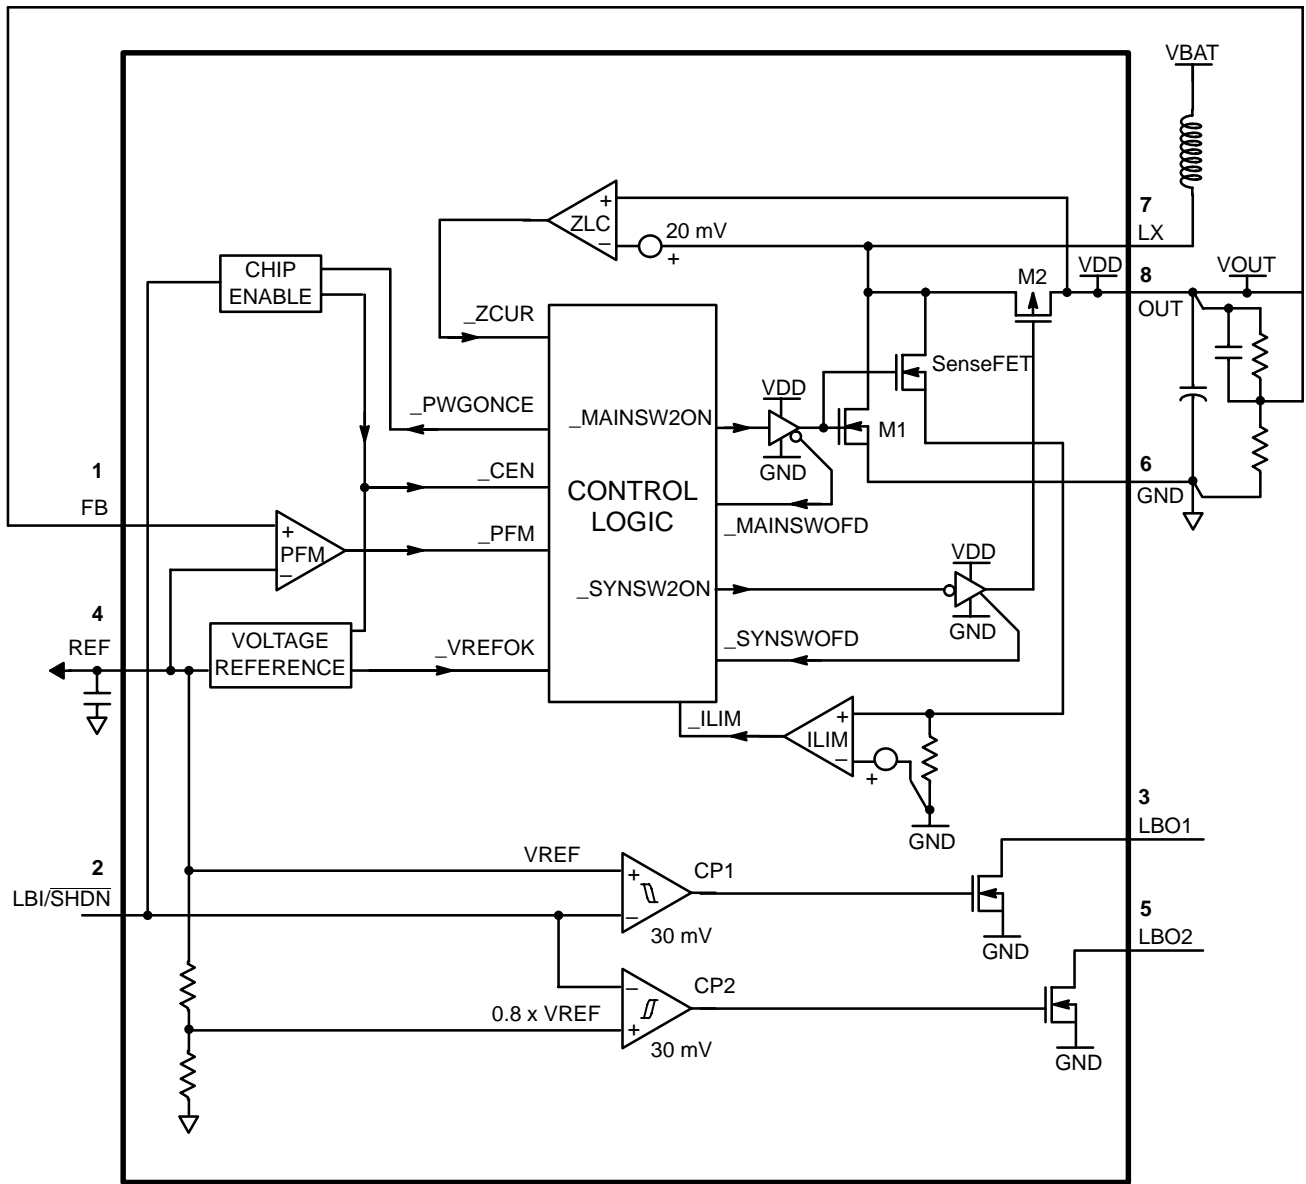 VBAT
ZLC
+
−
20 mV
+
7
LX
CHIP
ENABLE
M2
VDD
8
OUT
VOUT
_ZCUR
SenseFET
_PWGONCE
_MAINSW2ON
VDD
GND
M1
1
FB
_CEN
CONTROL
LOGIC
_MAINSWOFD
6
GND
+
PFM
−
_PFM
_SYNSW2ON
VDD
GND
4
REF
VOLTAGE
REFERENCE
_VREFOK
_SYNSWOFD
_ILIM
+
ILIM
−
+
GND
3
LBO1
2
LBI/SHDN
VREF
+
−
CP1
30 mV
GND
5
LBO2
0.8 x VREF
−
+
CP2
30 mV
GND